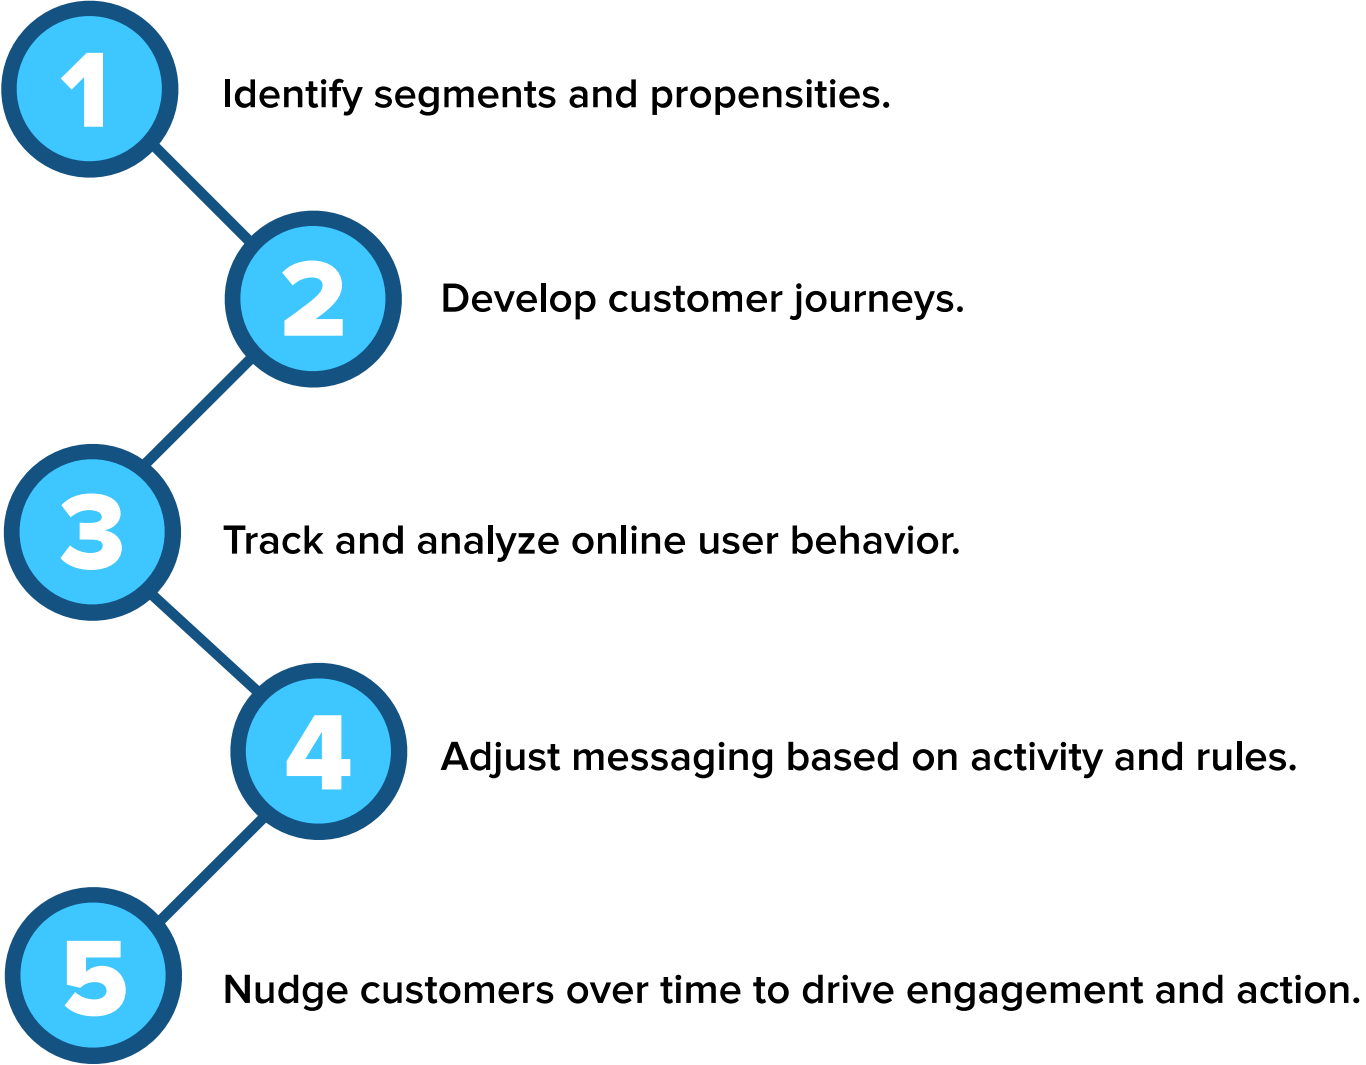 1
Identify segments and propensities.
2
Develop customer journeys.
3
Track and analyze online user behavior.
4
Adjust messaging based on activity and rules.
5
Nudge customers over time to drive engagement and action.